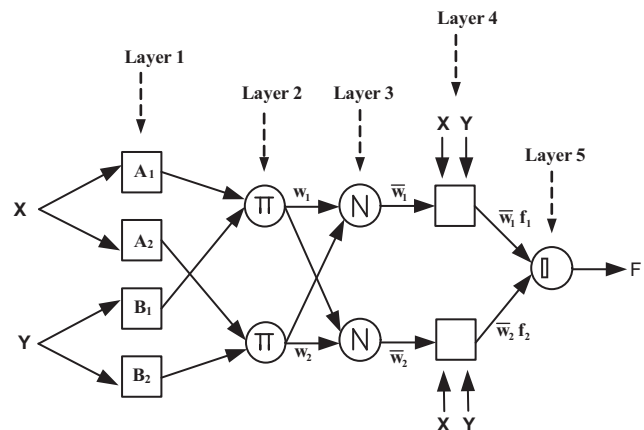 Layer 4
Layer 1
Layer 2
Layer 3
X Y
Layer 5
A1
A2
B1
B2
X
Y
Π
Π
w1
w2
N
N
w̅1
w̅2
w̅1 f1
w̅2 f2
F
X Y